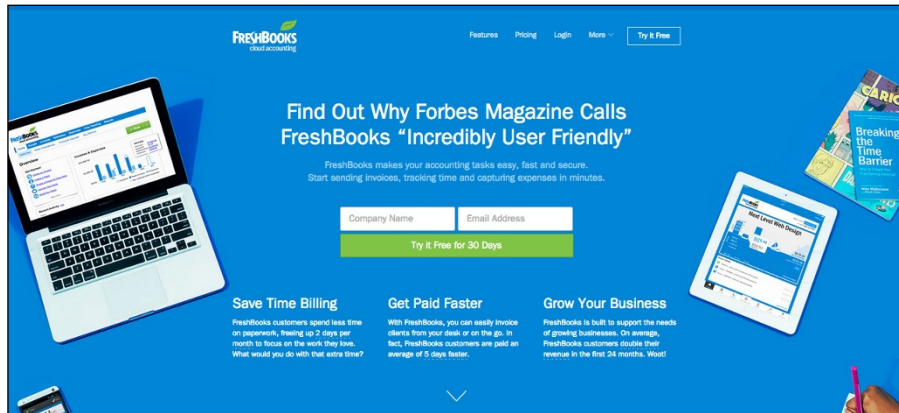 FRESHBOOKS
cloud accounting
Features Pricing Login More Try It Free
Find Out Why Forbes Magazine Calls
FreshBooks “Incredibly User Friendly”
FreshBooks makes your accounting tasks easy, fast and secure.
Start sending invoices, tracking time and capturing expenses in minutes.
Company Name Email Address
Try it Free for 30 Days
Save Time Billing
FreshBooks customers spend less time
on paperwork, freeing up 2 days per
month to focus on the work they love.
What would you do with that extra time?
Get Paid Faster
With FreshBooks, you can easily invoice
clients from your desk or on the go. In
fact, FreshBooks customers are paid an
average of 5 days faster.
Grow Your Business
FreshBooks is built to support the needs
of growing businesses. On average,
FreshBooks customers double their
revenue in the first 24 months. Woot!
FreshBooks
Overview
Breaking
the
Time
Barrier
Next Level Web Design